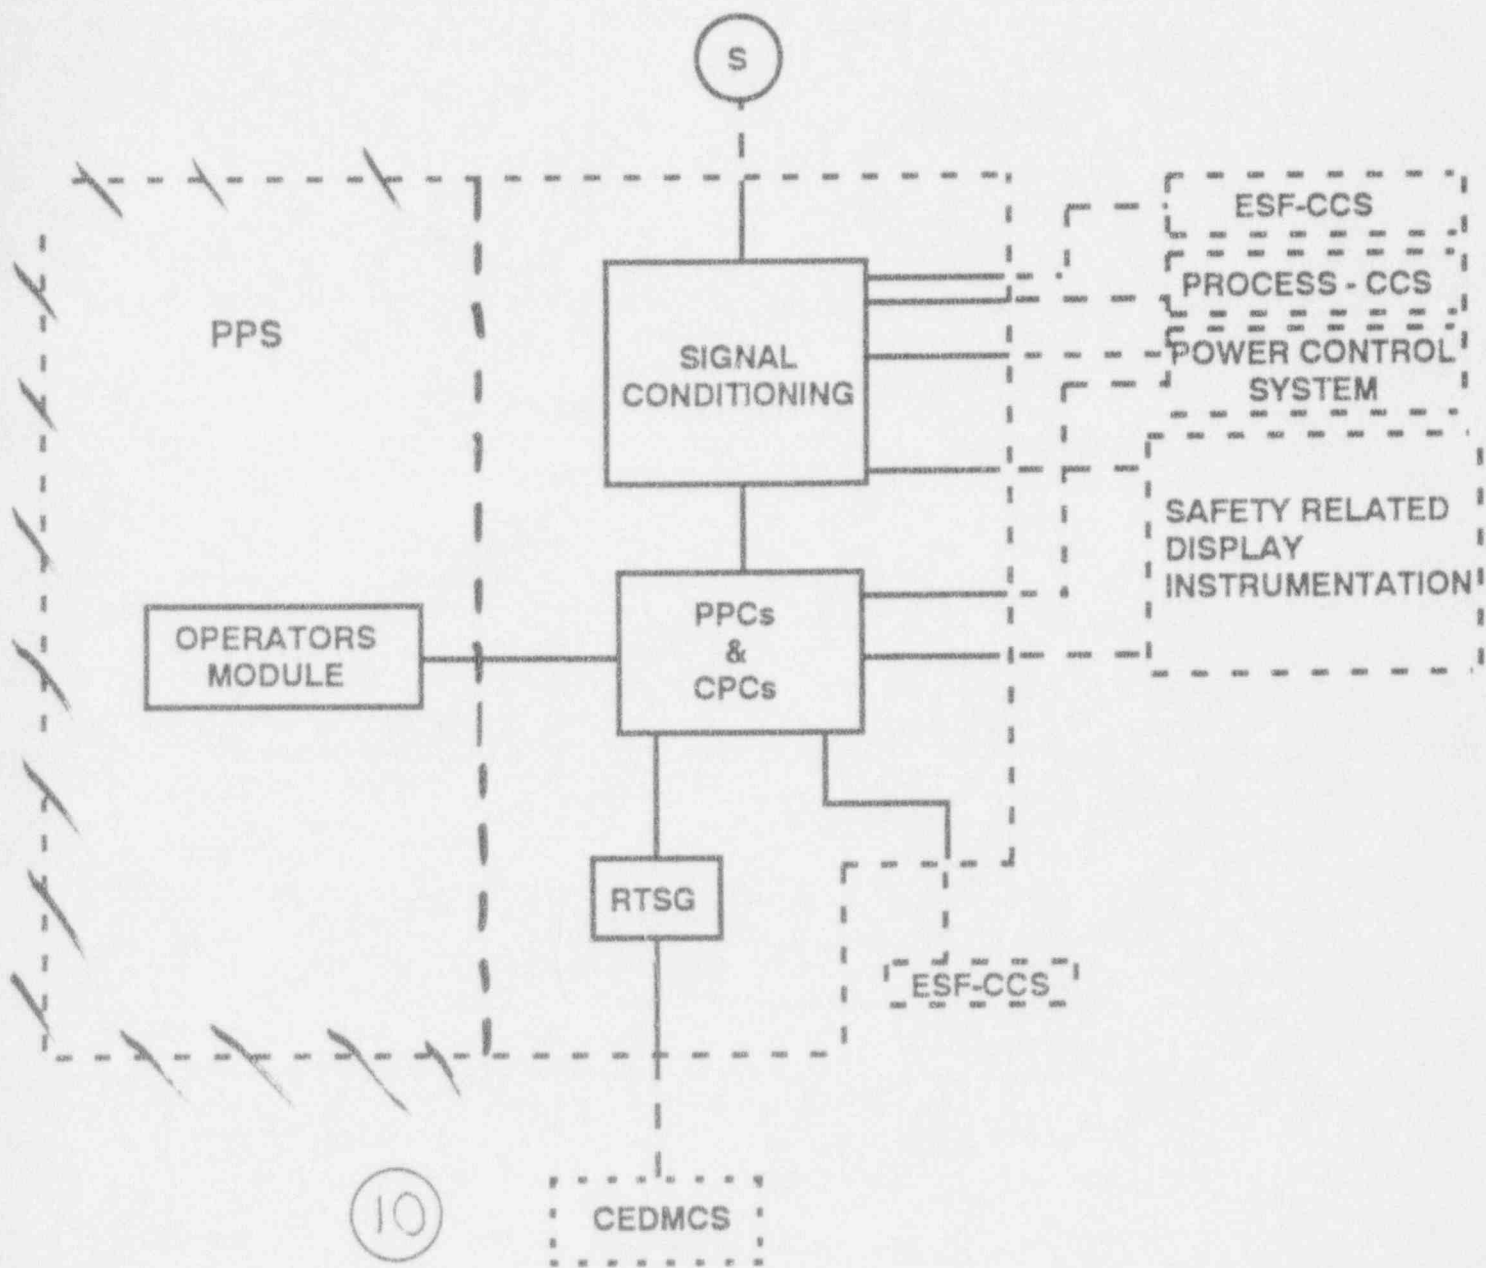 S
ESF-CCS
PROCESS - CCS
PPS
SIGNAL
CONDITIONING
POWER CONTROL
SYSTEM
SAFETY RELATED
DISPLAY
INSTRUMENTATION
OPERATORS
MODULE
PPCs
&
CPCs
RTSG
ESF-CCS
10
CEDMCS